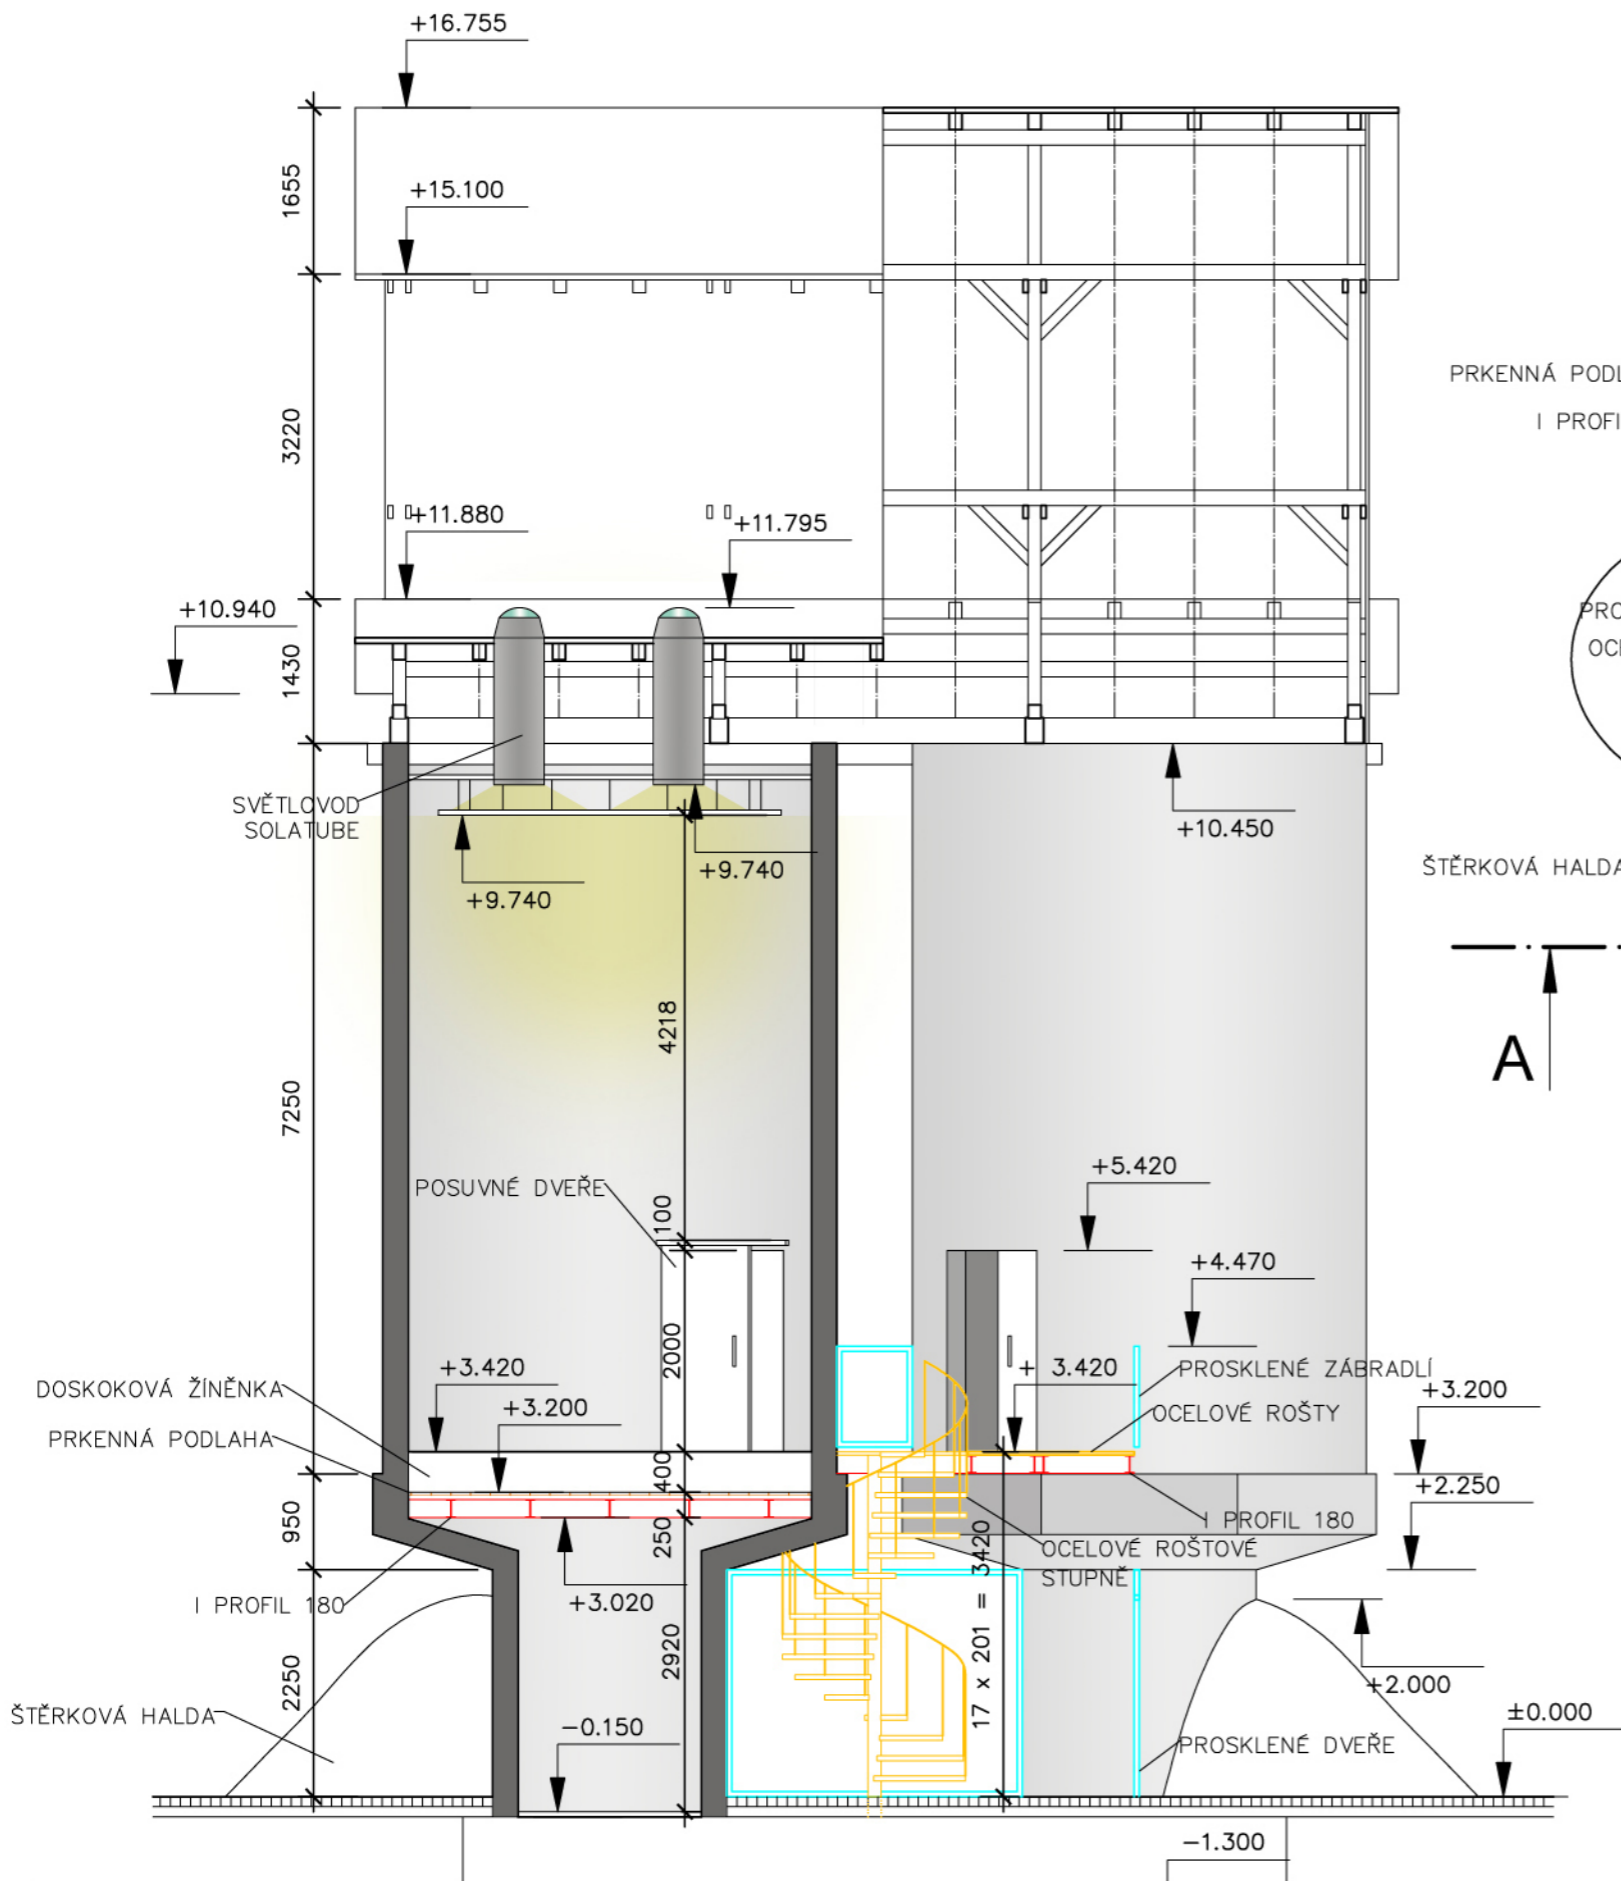 +16.755
1655
+15.100
3220
PRKENNÁ PODL
I PROFI
+11.880
+11.795
+10.940
1430
PRO
OCE
SVĚTLOVOD
SOLATUBE
+10.450
+9.740
+9.740
ŠTĚRKOVÁ HALDA
4218
A
7250
+5.420
POSUVNÉ DVEŘE
100
+4.470
2000
+3.420
+ 3.420
PROSKLENÉ ZÁBRADLÍ
DOSKOKOVÁ ŽÍNĚNKA
+3.200
+3.200
OCELOVÉ ROŠTY
PRKENNÁ PODLAHA
400
+2.250
950
250
I PROFIL 180
OCELOVÉ ROŠTOVÉ
STUPNĚ
I PROFIL 180
+3.020
17 x 201 = 3420
2920
2250
+2.000
ŠTĚRKOVÁ HALDA
-0.150
±0.000
PROSKLENÉ DVEŘE
-1.300